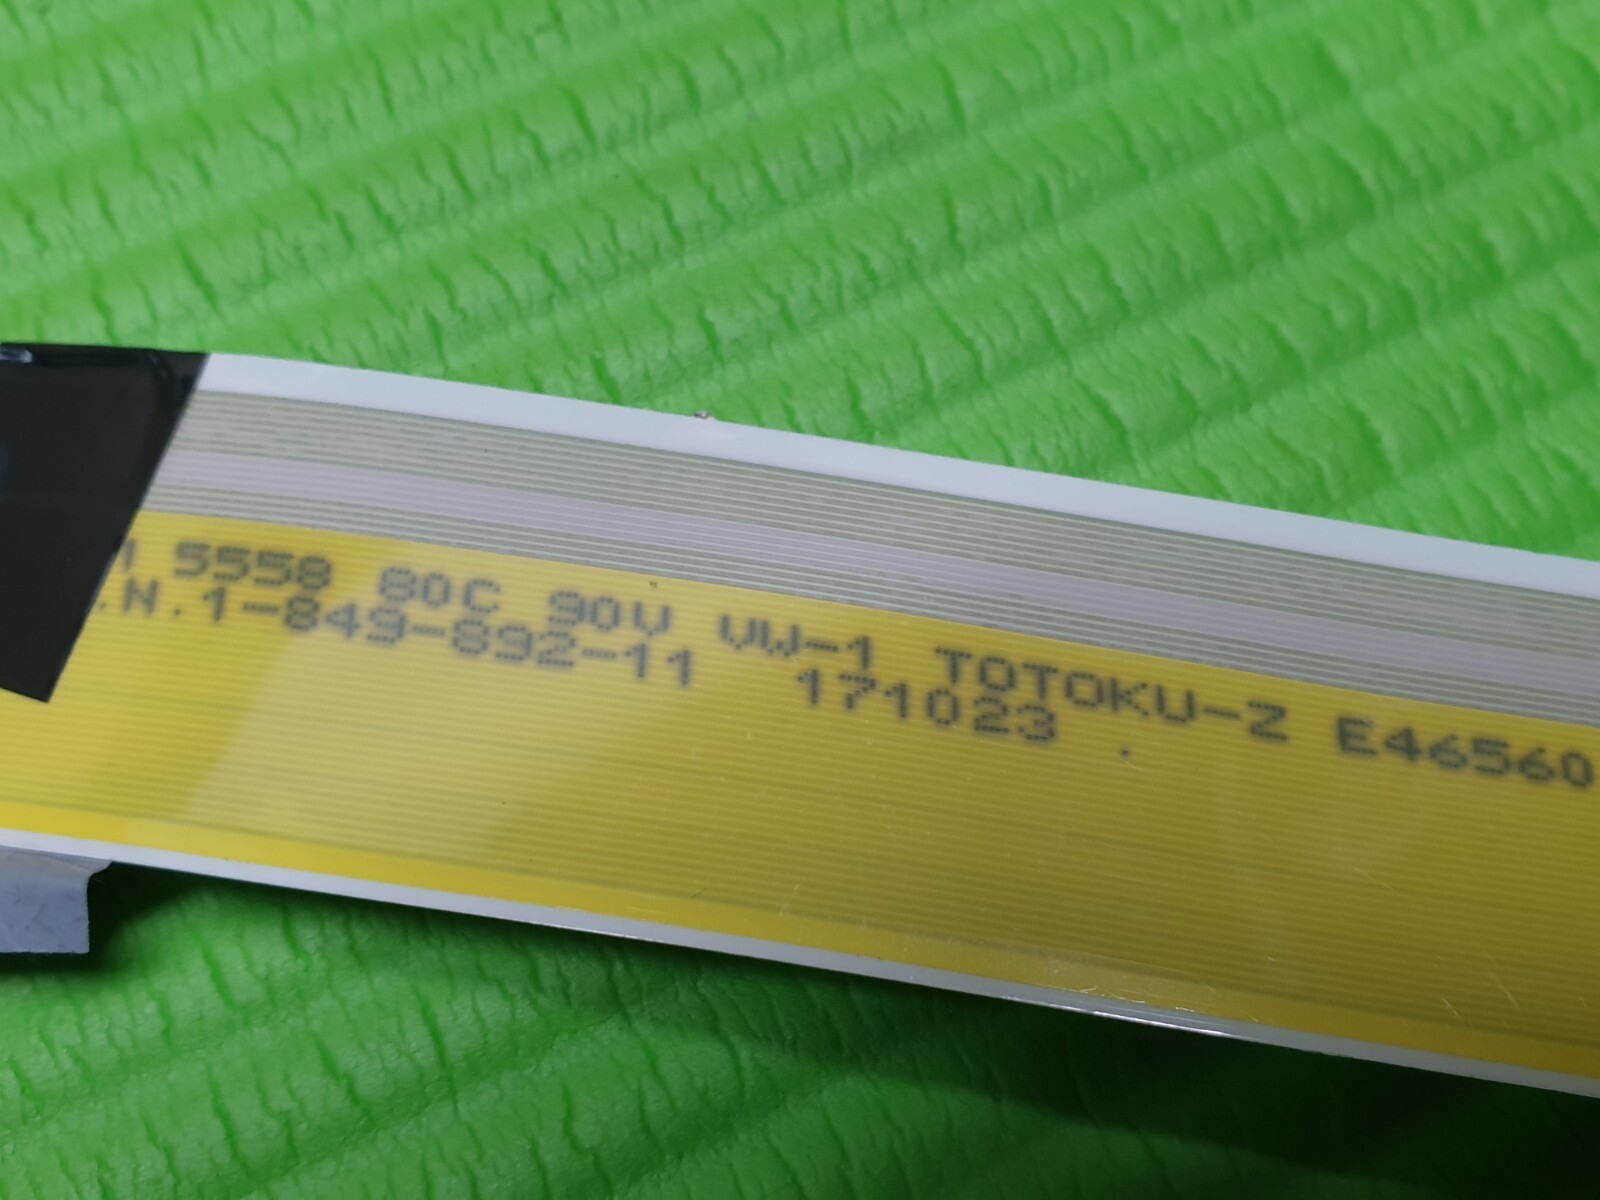 5558 80C 90V VW-1 TOTOKU-Z E46560
.N.1-849-892-11 171023 .